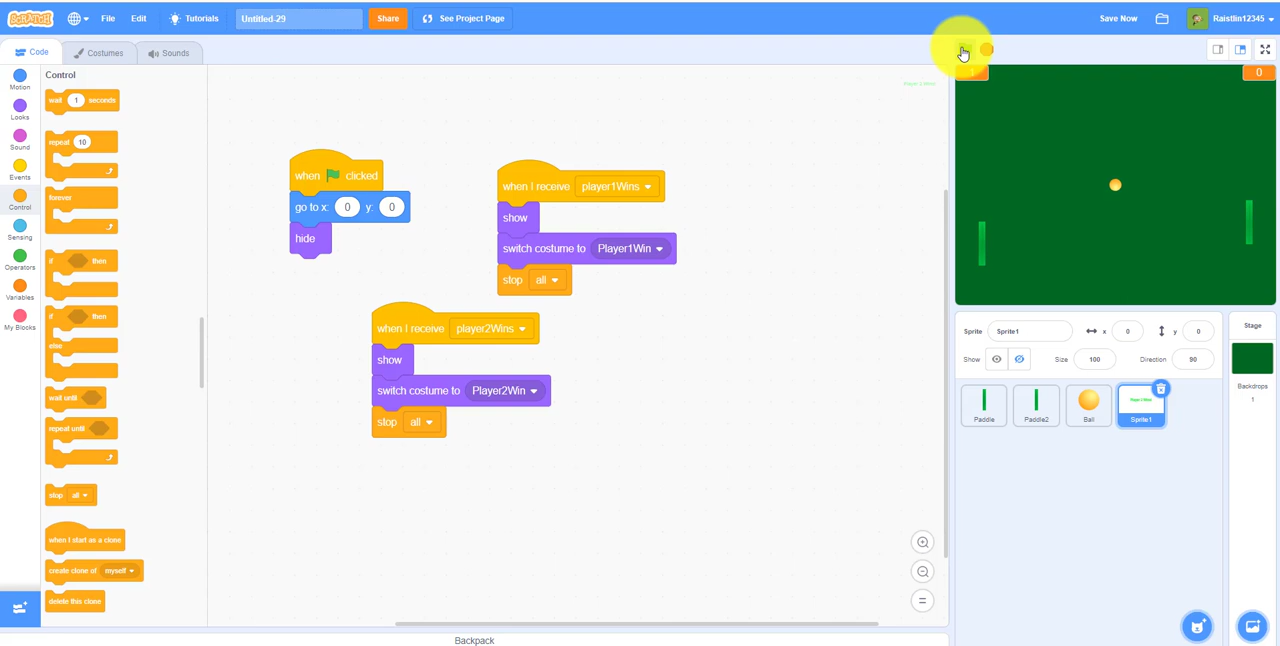 SCRATCH File Edit Tutorials Untitled-29 Share See Project Page Save Now Raistlin12345
Code Costumes Sounds
Motion
Looks
Sound
Events
Control
Sensing
Operators
Variables
My Blocks
Control
wait 1 seconds
repeat 10
forever
if then
if then
else
wait until
repeat until
stop all
when I start as a clone
create clone of myself
delete this clone
when clicked
go to x: 0 y: 0
hide
when I receive player1Wins
show
switch costume to Player1Win
stop all
when I receive player2Wins
show
switch costume to Player2Win
stop all
Player 2 Wins!
0
Sprite Sprite1 x 0 y 0
Show Size 100 Direction 90
Paddle Paddle2 Ball Sprite1
Stage
Backdrops
1
Backpack